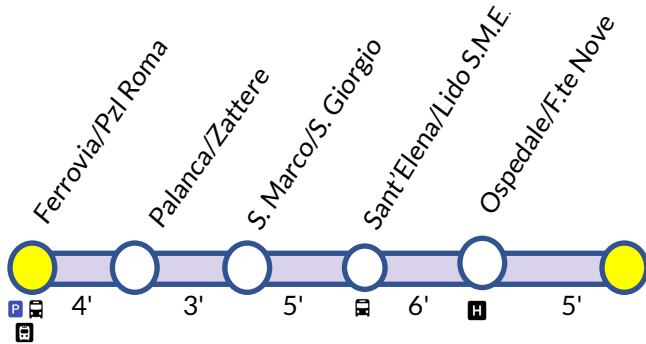 Ferrovia/Pzl Roma
Palanca/Zattere
S. Marco/S. Giorgio
Sant'Elena/Lido S.M.E.
Ospedale/F.te Nove
P 4' 3' 5' 6' H 5'